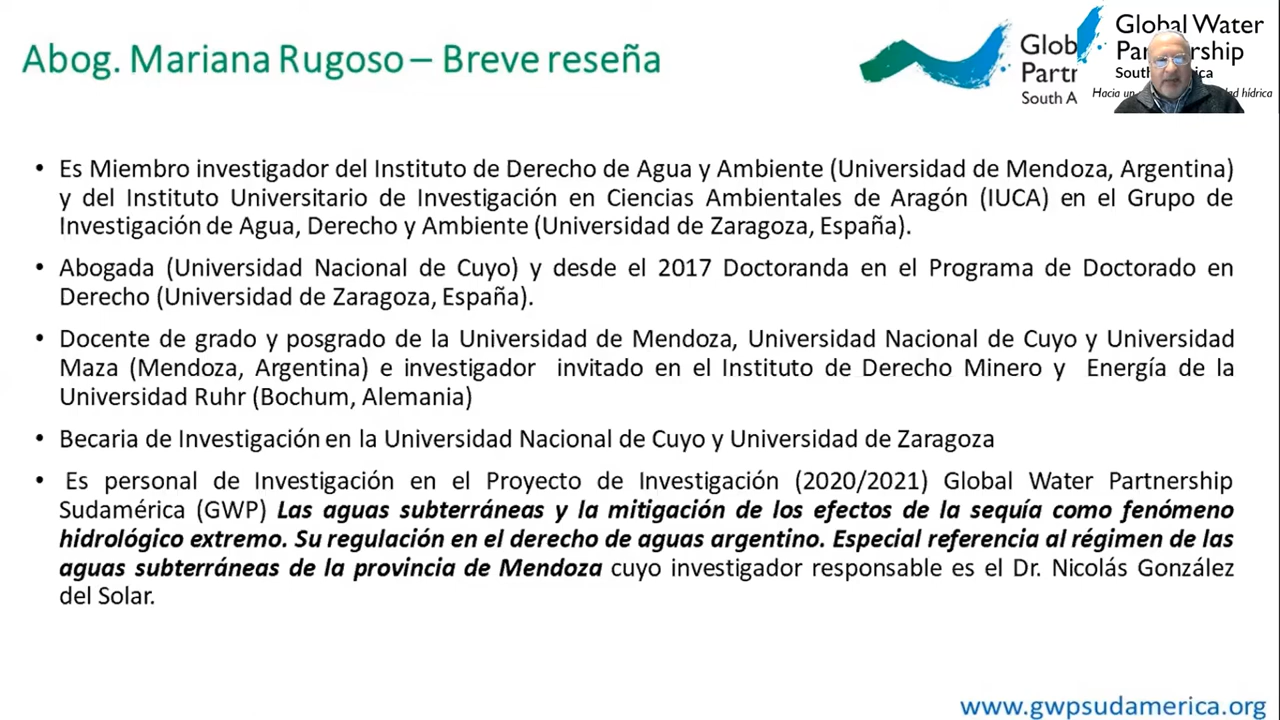 Abog. Mariana Rugoso – Breve reseña
Glob
Partr
South A
Global Water
South
Hacia un
hídrica
• Es Miembro investigador del Instituto de Derecho de Agua y Ambiente (Universidad de Mendoza, Argentina)
y del Instituto Universitario de Investigación en Ciencias Ambientales de Aragón (IUCA) en el Grupo de
Investigación de Agua, Derecho y Ambiente (Universidad de Zaragoza, España).
• Abogada (Universidad Nacional de Cuyo) y desde el 2017 Doctoranda en el Programa de Doctorado en
Derecho (Universidad de Zaragoza, España).
• Docente de grado y posgrado de la Universidad de Mendoza, Universidad Nacional de Cuyo y Universidad
Maza (Mendoza, Argentina) e investigador invitado en el Instituto de Derecho Minero y Energía de la
Universidad Ruhr (Bochum, Alemania)
• Becaria de Investigación en la Universidad Nacional de Cuyo y Universidad de Zaragoza
• Es personal de Investigación en el Proyecto de Investigación (2020/2021) Global Water Partnership
Sudamérica (GWP) Las aguas subterráneas y la mitigación de los efectos de la sequía como fenómeno
hidrológico extremo. Su regulación en el derecho de aguas argentino. Especial referencia al régimen de las
aguas subterráneas de la provincia de Mendoza cuyo investigador responsable es el Dr. Nicolás González
del Solar.
www.gwpsudamerica.org